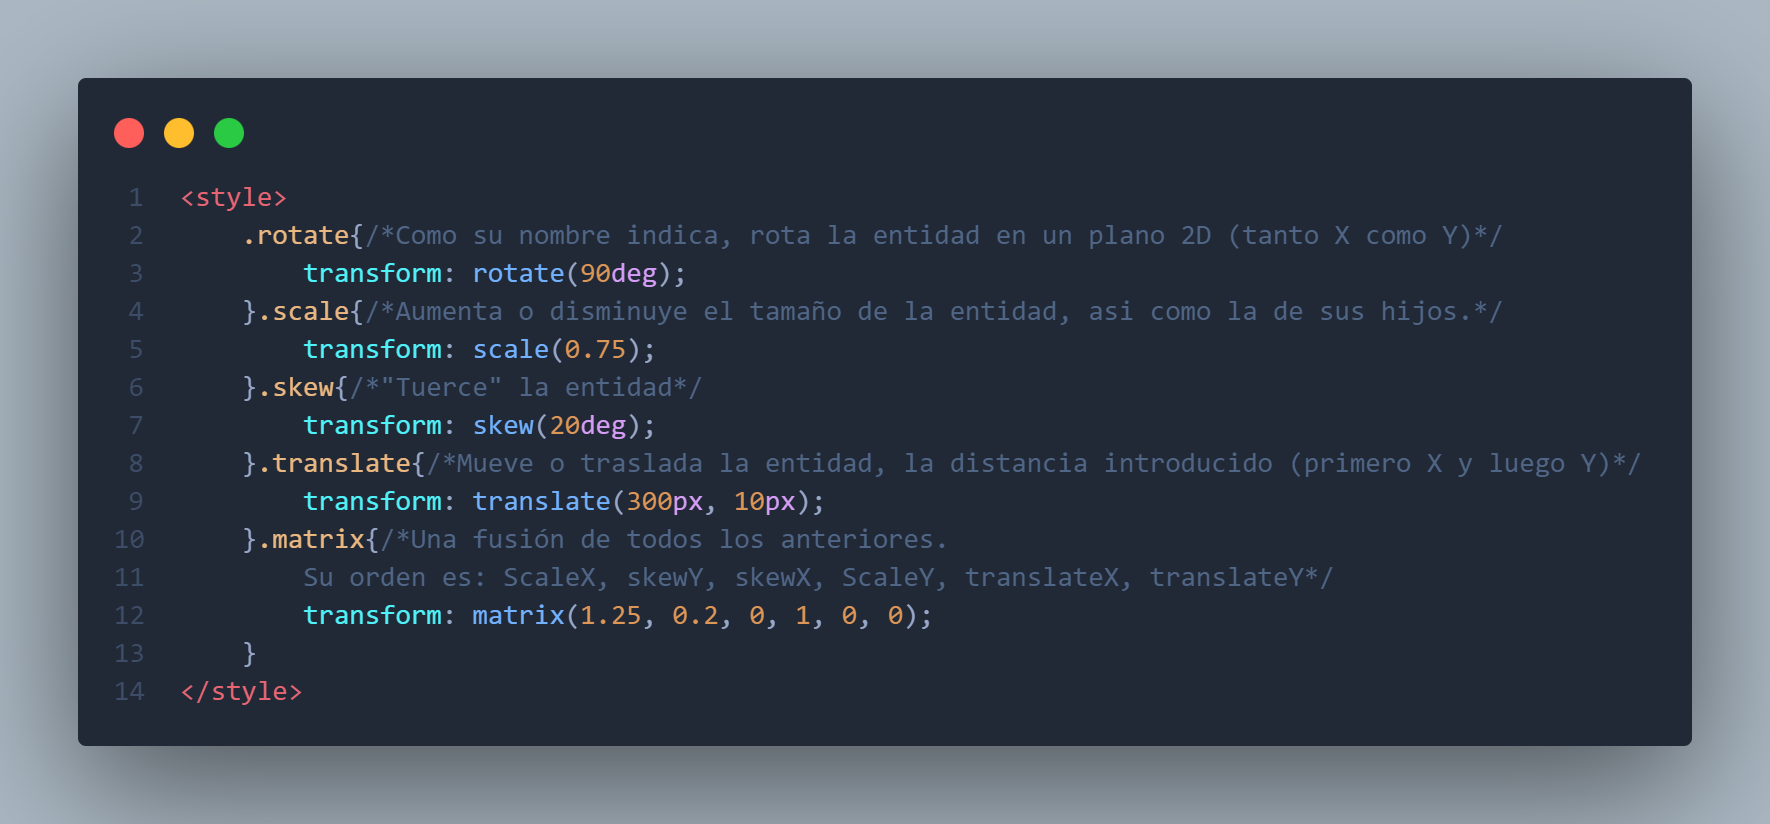 1 <style>
2     .rotate{/*Como su nombre indica, rota la entidad en un plano 2D (tanto X como Y)*/
3         transform: rotate(90deg);
4     }.scale{/*Aumenta o disminuye el tamaño de la entidad, asi como la de sus hijos.*/
5         transform: scale(0.75);
6     }.skew{/*"Tuerce" la entidad*/
7         transform: skew(20deg);
8     }.translate{/*Mueve o traslada la entidad, la distancia introducido (primero X y luego Y)*/
9         transform: translate(300px, 10px);
10     }.matrix{/*Una fusión de todos los anteriores.
11         Su orden es: ScaleX, skewY, skewX, ScaleY, translateX, translateY*/
12         transform: matrix(1.25, 0.2, 0, 1, 0, 0);
13     }
14 </style>